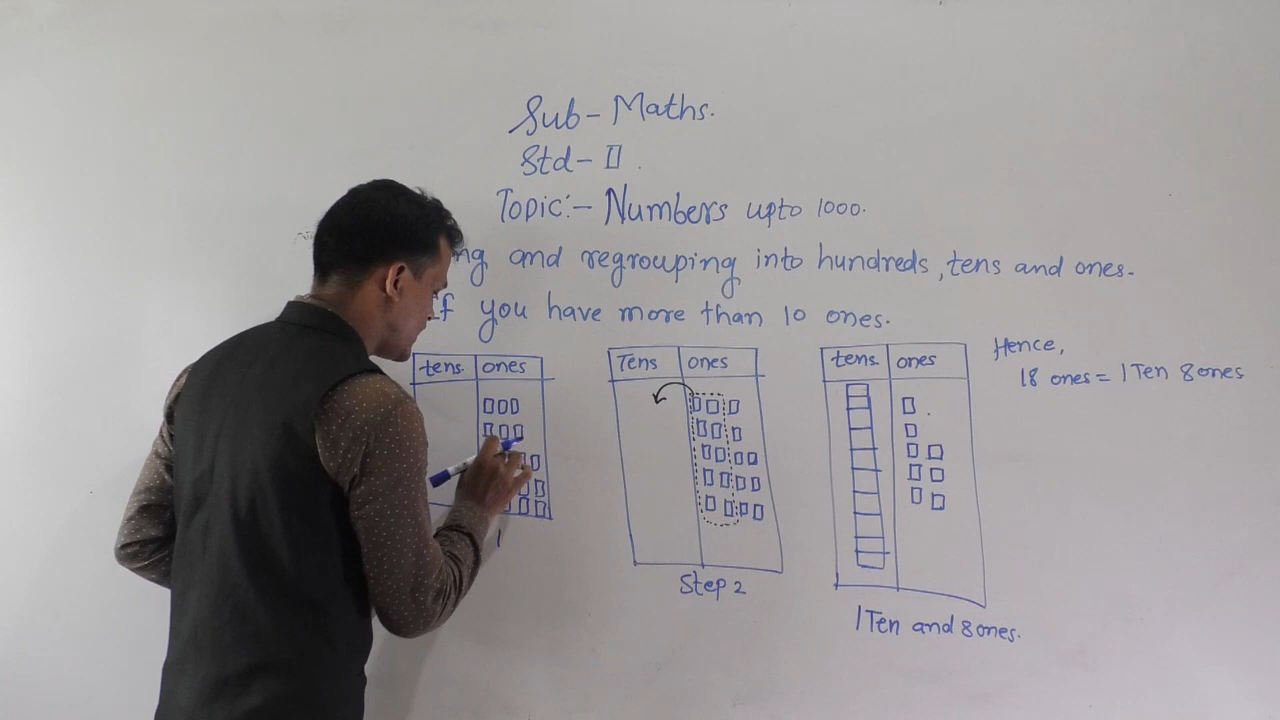 Sub - Maths.
Std - II.
Topic:- Numbers upto 1000.
ng and regrouping into hundreds, tens and ones.
If you have more than 10 ones.
tens. ones
Tens ones
tens. ones
Hence,
18 ones = 1 Ten 8 ones
1
Step 2
1 Ten and 8 ones.